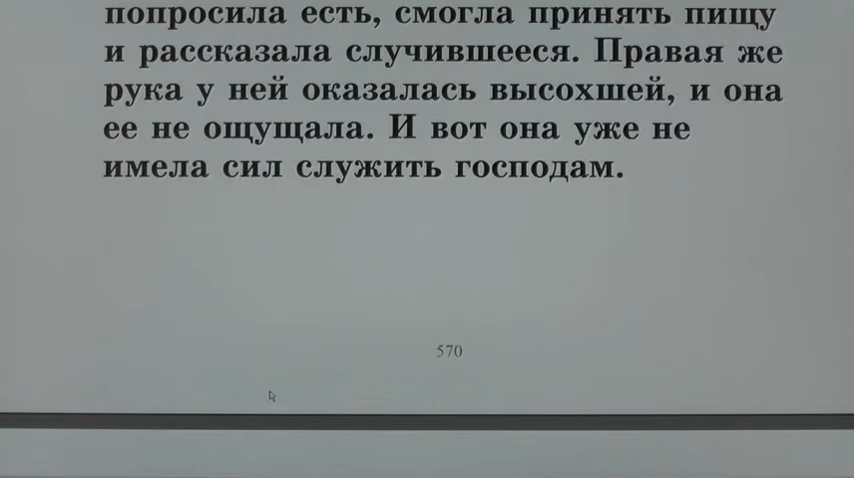 попросила есть, смогла принять пищу
и рассказала случившееся. Правая же
рука у ней оказалась высохшей, и она
ее не ощущала. И вот она уже не
имела сил служить господам.
570